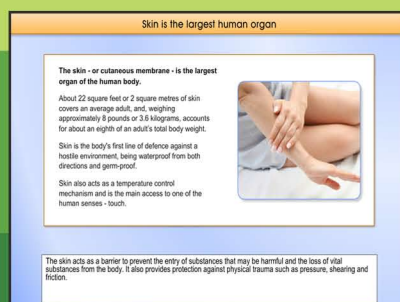 Skin is the largest human organ
The skin - or cutaneous membrane - is the largest
organ of the human body.
About 22 square feet or 2 square metres of skin
covers an average adult, and, weighing
approximately 8 pounds or 3.6 kilograms, accounts
for about an eighth of an adult's total body weight.
Skin is the body's first line of defence against a
hostile environment, being waterproof from both
directions and germ-proof.
Skin also acts as a temperature control
mechanism and is the main access to one of the
human senses - touch.
The skin acts as a barrier to prevent the entry of substances that may be harmful and the loss of vital
substances from the body. It also provides protection against physical trauma such as pressure, shearing and
friction.